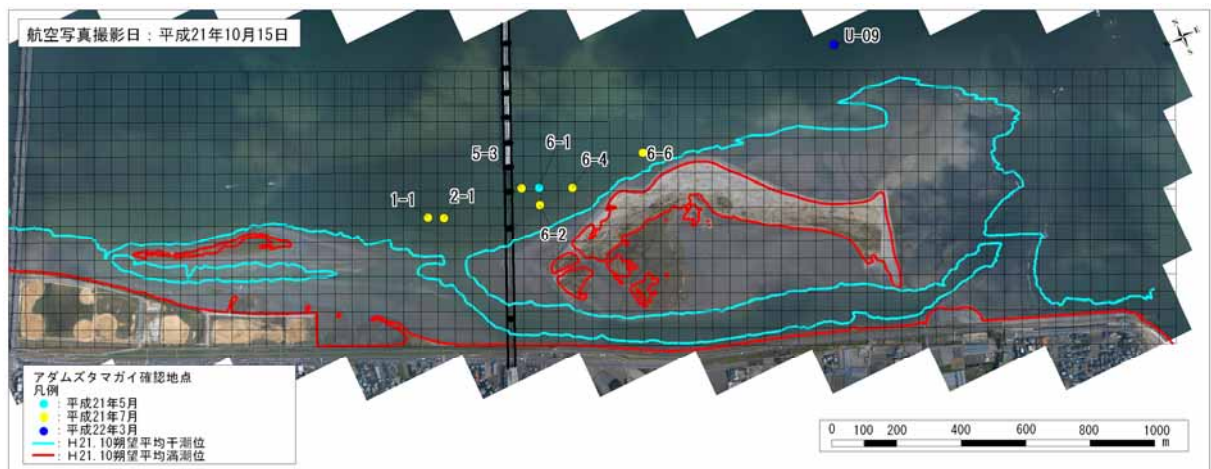 航空写真撮影日：平成21年10月15日
U-09
N
E
S
W
5-3
6-1
6-4
6-6
1-1
2-1
6-2
アダムズタマガイ確認地点
凡例
：平成21年5月
：平成21年7月
：平成22年3月
：H21.10朔望平均干潮位
：H21.10朔望平均満潮位
0 100 200 400 600 800 1000
m